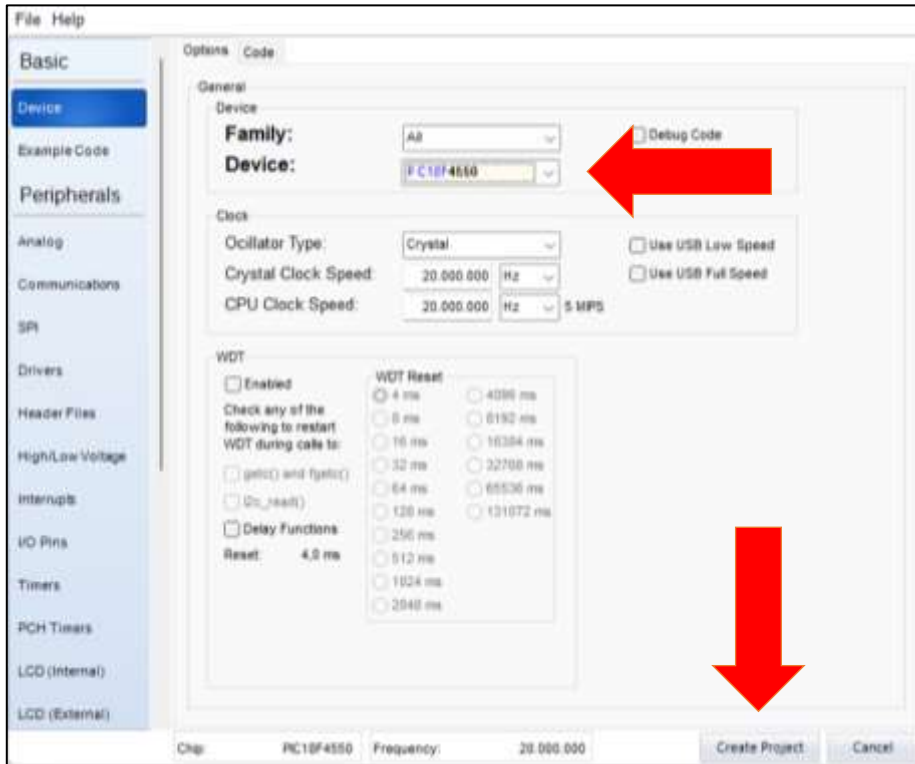 File Help
Basic
Device
Example Code
Peripherals
Analog
Communications
SPI
Drivers
Header Files
High/Low Voltage
Interrupts
I/O Pins
Timers
PCH Timers
LCD (Internal)
LCD (External)
Options Code
General
Device
Family: All Debug Code
Device: PIC18F4550
Clock
Ocillator Type: Crystal Use USB Low Speed
Crystal Clock Speed: 20.000.000 Hz Use USB Full Speed
CPU Clock Speed: 20.000.000 Hz 5 MIPS
WDT
Enabled
Check any of the
following to restart
WDT during calls to:
getc() and fgetc()
i2c_read()
Delay Functions
Reset: 4,0 ms
WDT Reset
4 ms 4096 ms
8 ms 8192 ms
16 ms 16384 ms
32 ms 32768 ms
64 ms 65536 ms
128 ms 131072 ms
256 ms
512 ms
1024 ms
2048 ms
Chip: PIC18F4550 Frequency: 20.000.000 Create Project Cancel